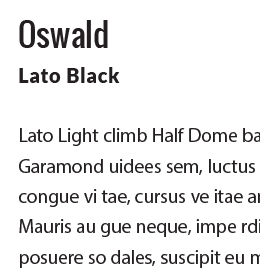 Oswald
Lato Black
Lato Light climb Half Dome ba
Garamond uidees sem, luctus
congue vi tae, cursus ve itae ar
Mauris au gue neque, impe rdi
posuere so dales, suscipit eu m